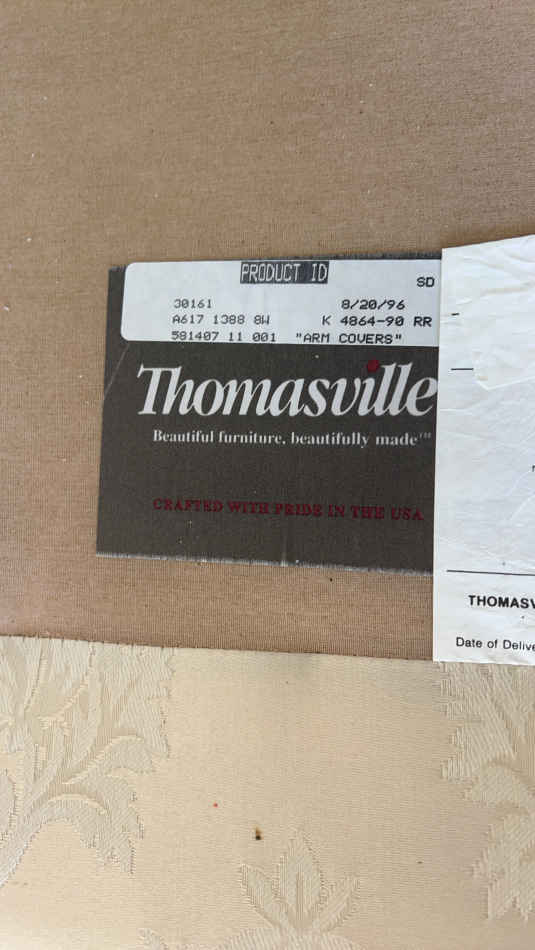 PRODUCT ID
SD
30161 8/20/96
A617 1388 8W K 4864-90 RR
581407 11 001 "ARM COVERS"
Thomasville
Beautiful furniture, beautifully made™
CRAFTED WITH PRIDE IN THE USA
THOMASV
Date of Delive